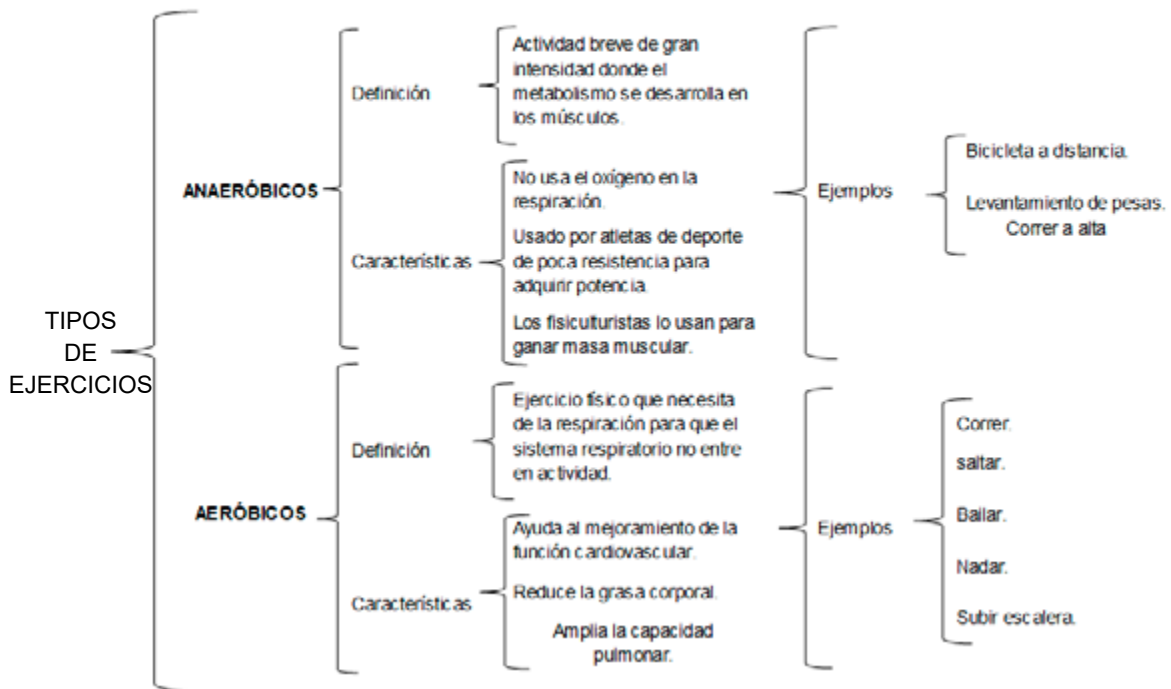 TIPOS
DE
EJERCICIOS
ANAERÓBICOS
Definición
Actividad breve de gran
intensidad donde el
metabolismo se desarrolla en
los músculos.
Características
No usa el oxígeno en la
respiración.
Usado por atletas de deporte
de poca resistencia para
adquirir potencia.
Los fisiculturistas lo usan para
ganar masa muscular.
Ejemplos
Bicicleta a distancia.
Levantamiento de pesas.
Correr a alta
AERÓBICOS
Definición
Ejercicio físico que necesita
de la respiración para que el
sistema respiratorio no entre
en actividad.
Características
Ayuda al mejoramiento de la
función cardiovascular.
Reduce la grasa corporal.
Amplia la capacidad
pulmonar.
Ejemplos
Correr.
saltar.
Bailar.
Nadar.
Subir escalera.